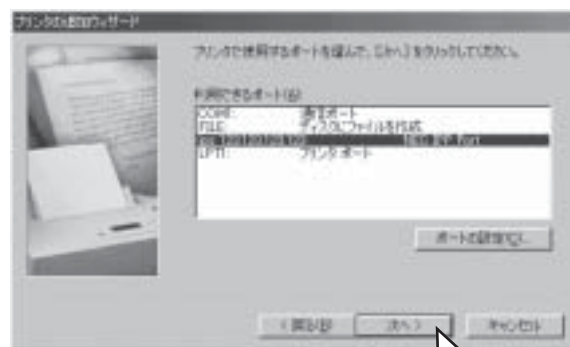 プリンタの追加ウィザード
プリンタで使用するポートを選んで、[次へ] をクリックしてください。
利用できるポート(A):
COM1: 通信ポート
FILE: ディスクにファイルを作成
NEC Port
LPT1: プリンタ ポート
ポートの設定(C)...
< 戻る(B)
次へ >
キャンセル